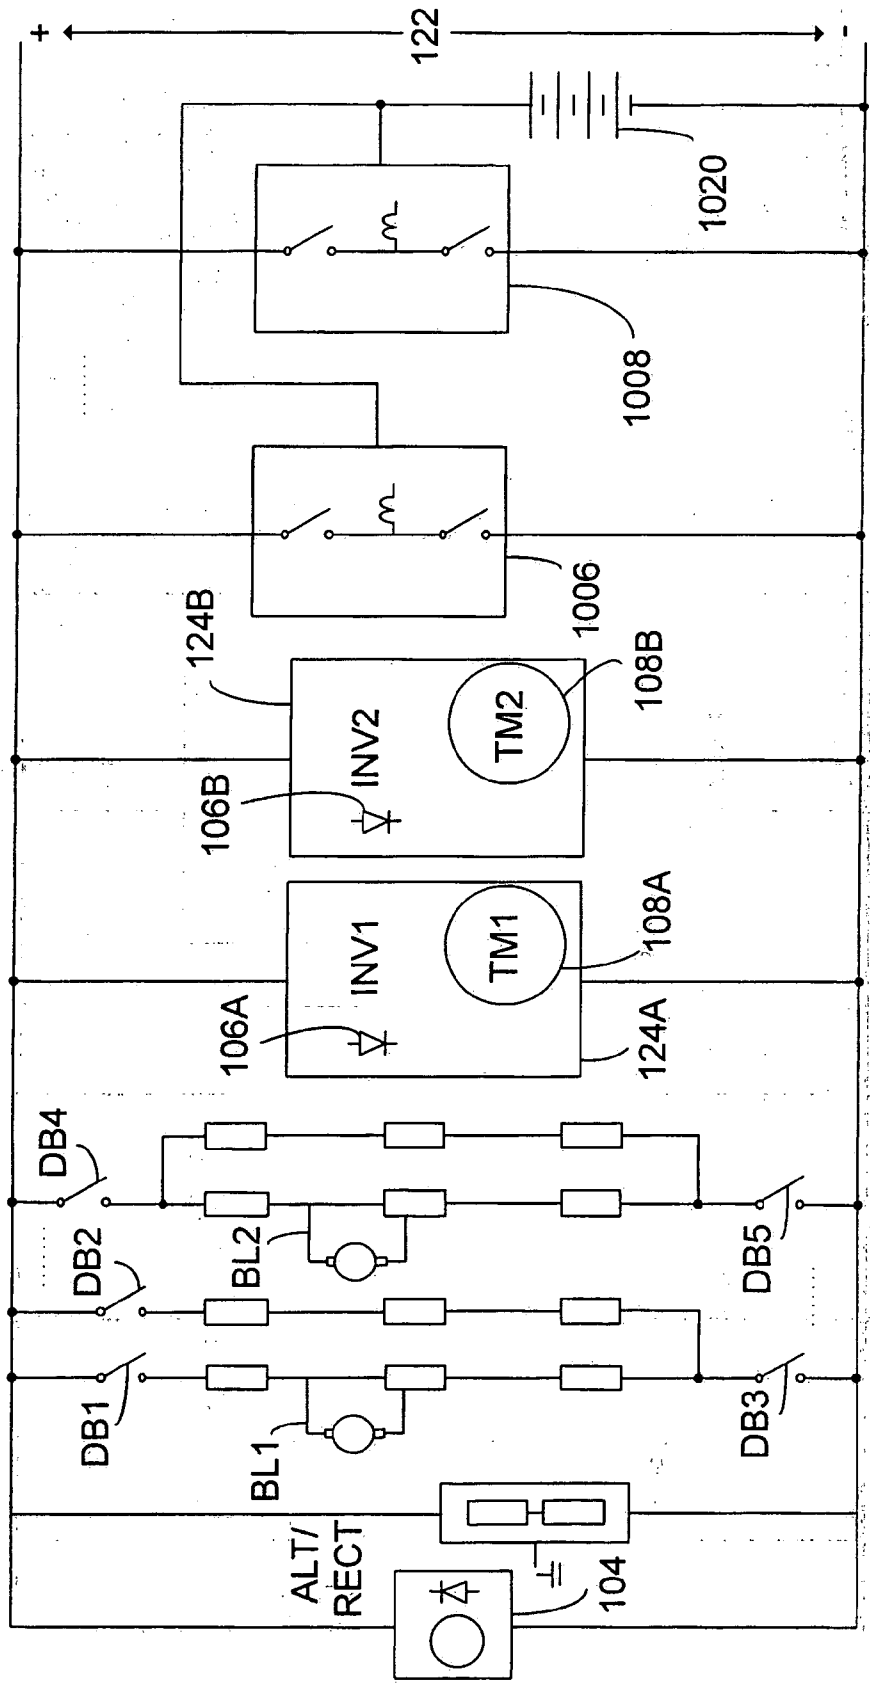 +
122
-
1020
1008
1006
124B
INV2
106B
TM2
108B
INV1
106A
TM1
108A
124A
DB4
DB2
BL2
DB5
DB1
BL1
DB3
ALT/
RECT
104